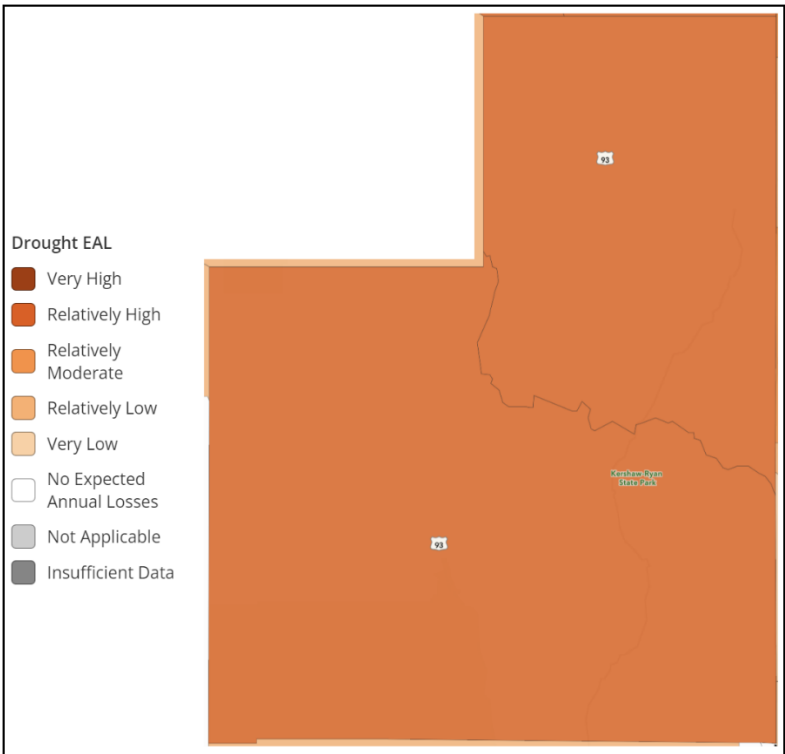 93
Drought EAL
Very High
Relatively High
Relatively
Moderate
Relatively Low
Very Low
No Expected
Annual Losses
Not Applicable
Insufficient Data
Kershaw-Ryan
State Park
93